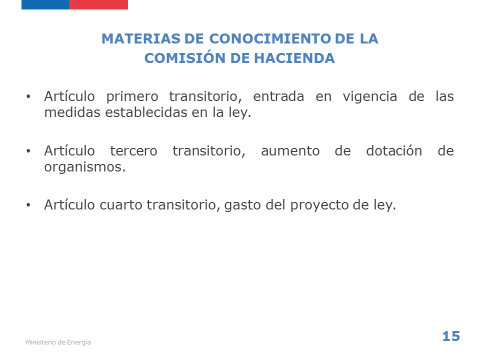 MATERIAS DE CONOCIMIENTO DE LA
COMISIÓN DE HACIENDA
• Artículo primero transitorio, entrada en vigencia de las
medidas establecidas en la ley.
• Artículo tercero transitorio, aumento de dotación de
organismos.
• Artículo cuarto transitorio, gasto del proyecto de ley.
Ministerio de Energía
15